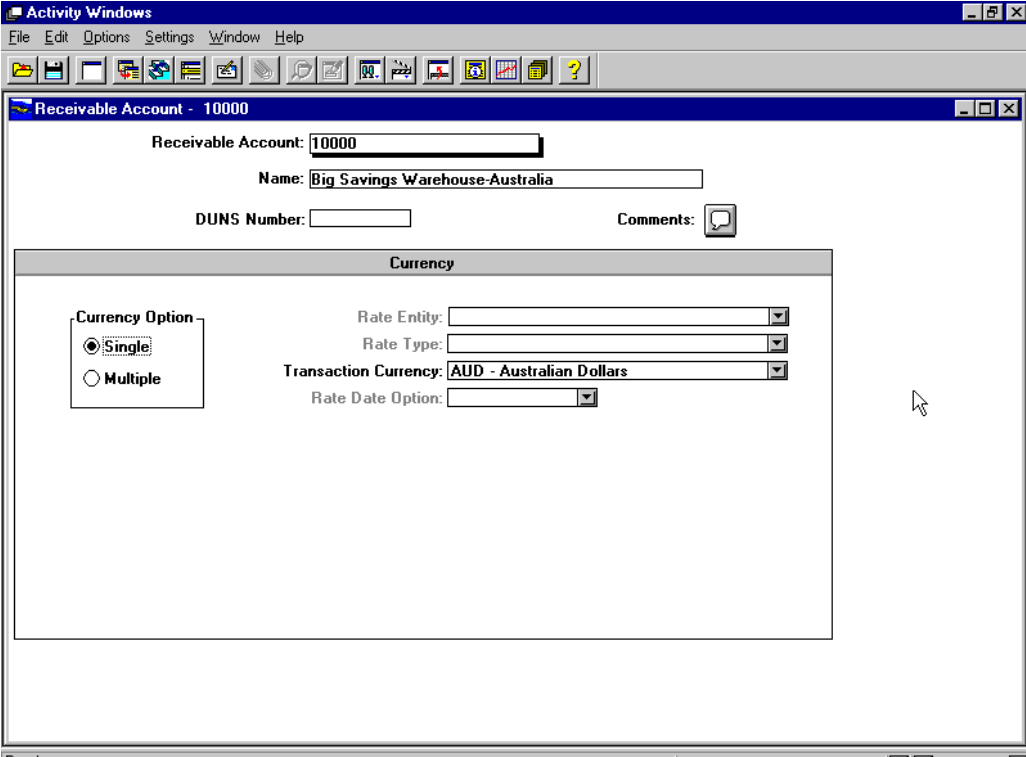 Activity Windows
File Edit Options Settings Window Help
Receivable Account - 10000
Receivable Account: 10000
Name: Big Savings Warehouse-Australia
DUNS Number: Comments:
Currency
Currency Option Rate Entity:
Single Rate Type:
Transaction Currency: AUD - Australian Dollars
Multiple
Rate Date Option: